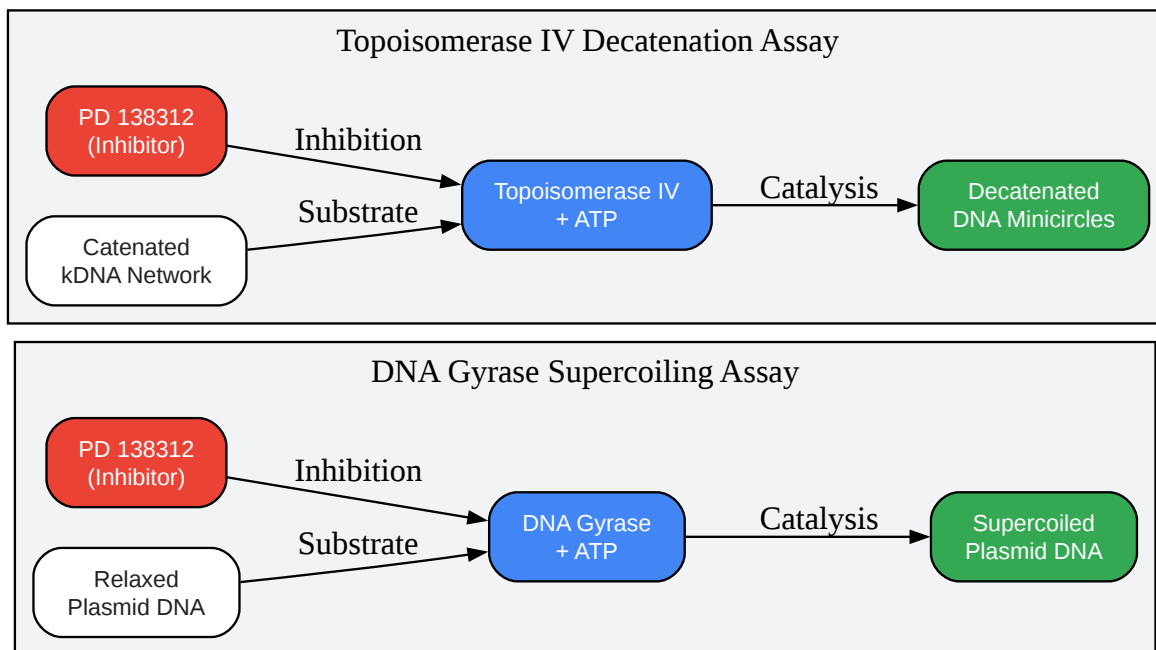 Topoisomerase IV Decatenation Assay
PD 138312
(Inhibitor)
Inhibition
Substrate
Catenated
kDNA Network
Topoisomerase IV
+ ATP
Catalysis
Decatenated
DNA Minicircles
DNA Gyrase Supercoiling Assay
PD 138312
(Inhibitor)
Inhibition
Substrate
Relaxed
Plasmid DNA
DNA Gyrase
+ ATP
Catalysis
Supercoiled
Plasmid DNA